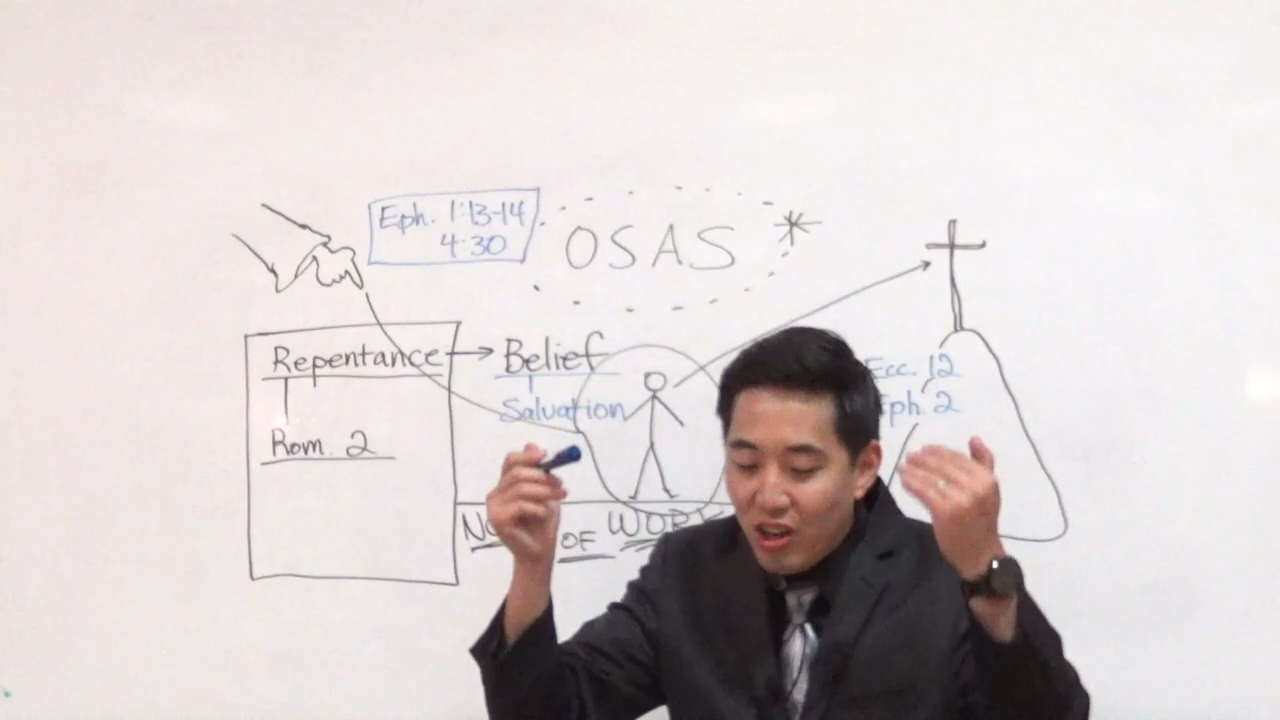 Eph. 1:13-14
4:30
OSAS *
Repentance → Belief
Salvation
Ecc. 12
Eph 2
Rom. 2
OF